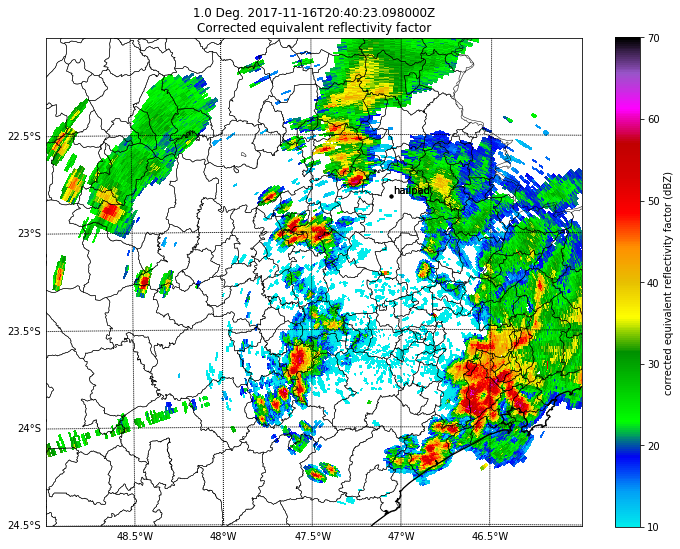 1.0 Deg. 2017-11-16T20:40:23.098000Z
Corrected equivalent reflectivity factor
22.5°S
23°S
23.5°S
24°S
24.5°S
48.5°W
48°W
47.5°W
47°W
46.5°W
hailpad
70
60
50
40
30
20
10
corrected equivalent reflectivity factor (dBZ)